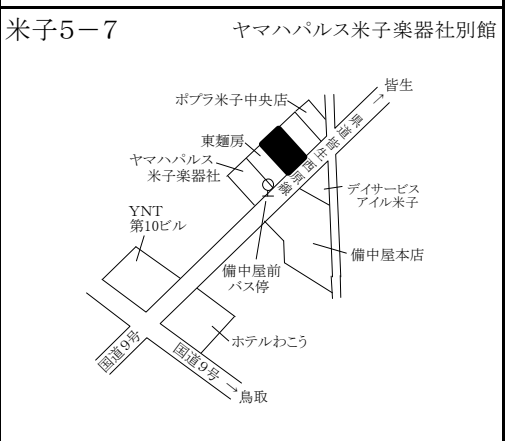 米子5－7
ヤマハパルス米子楽器社別館
皆生
ポプラ米子中央店
県道皆生西原線
東麺房
ヤマハパルス
米子楽器社
デイサービス
アイル米子
YNT
第10ビル
備中屋本店
備中屋前
バス停
ホテルわこう
国道9号
国道9号
鳥取